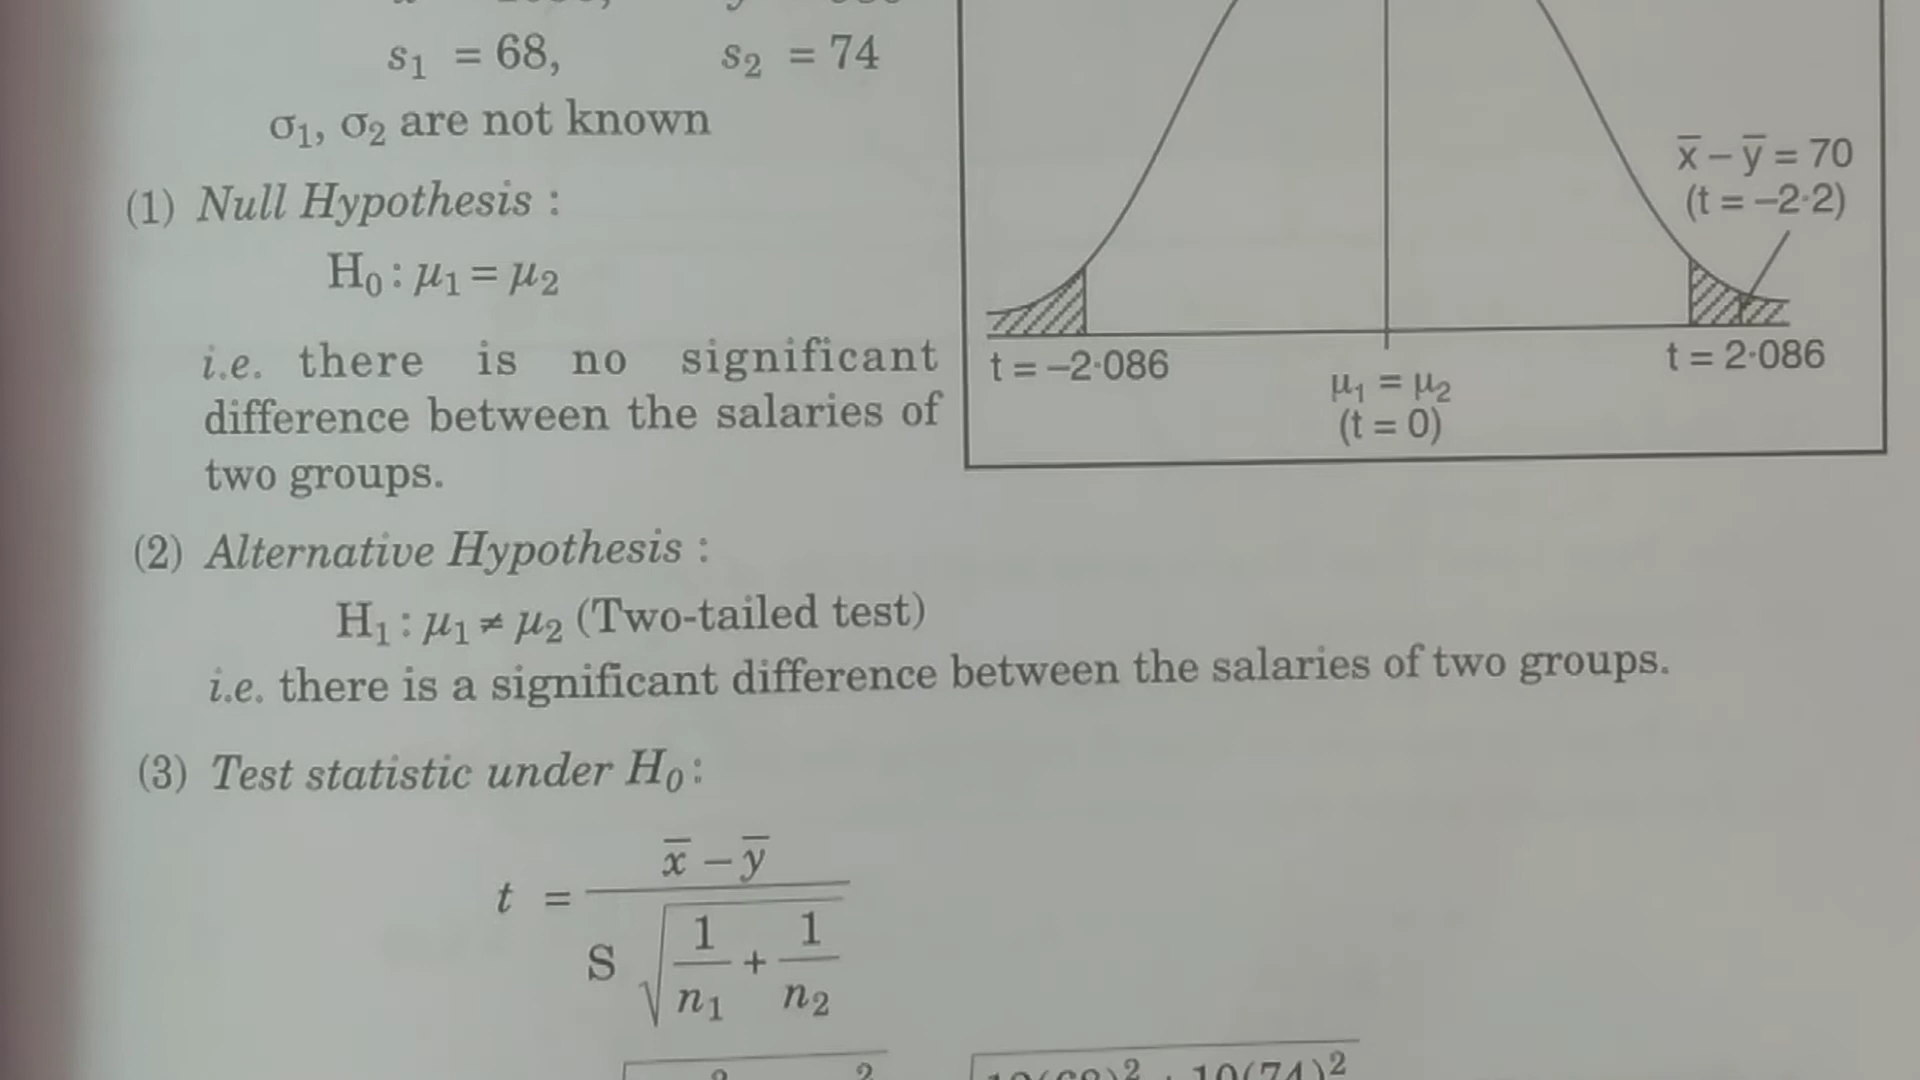 s₁ = 68, s₂ = 74
σ₁, σ₂ are not known
(1) Null Hypothesis :
H₀ : μ₁ = μ₂
i.e. there is no significant
difference between the salaries of
two groups.
x̄ – ȳ = 70
(t = –2·2)
t = –2·086
t = 2·086
μ₁ = μ₂
(t = 0)
(2) Alternative Hypothesis :
H₁ : μ₁ ≠ μ₂ (Two-tailed test)
i.e. there is a significant difference between the salaries of two groups.
(3) Test statistic under H₀ :
t = (x̄ – ȳ) / (S √(1/n₁ + 1/n₂))